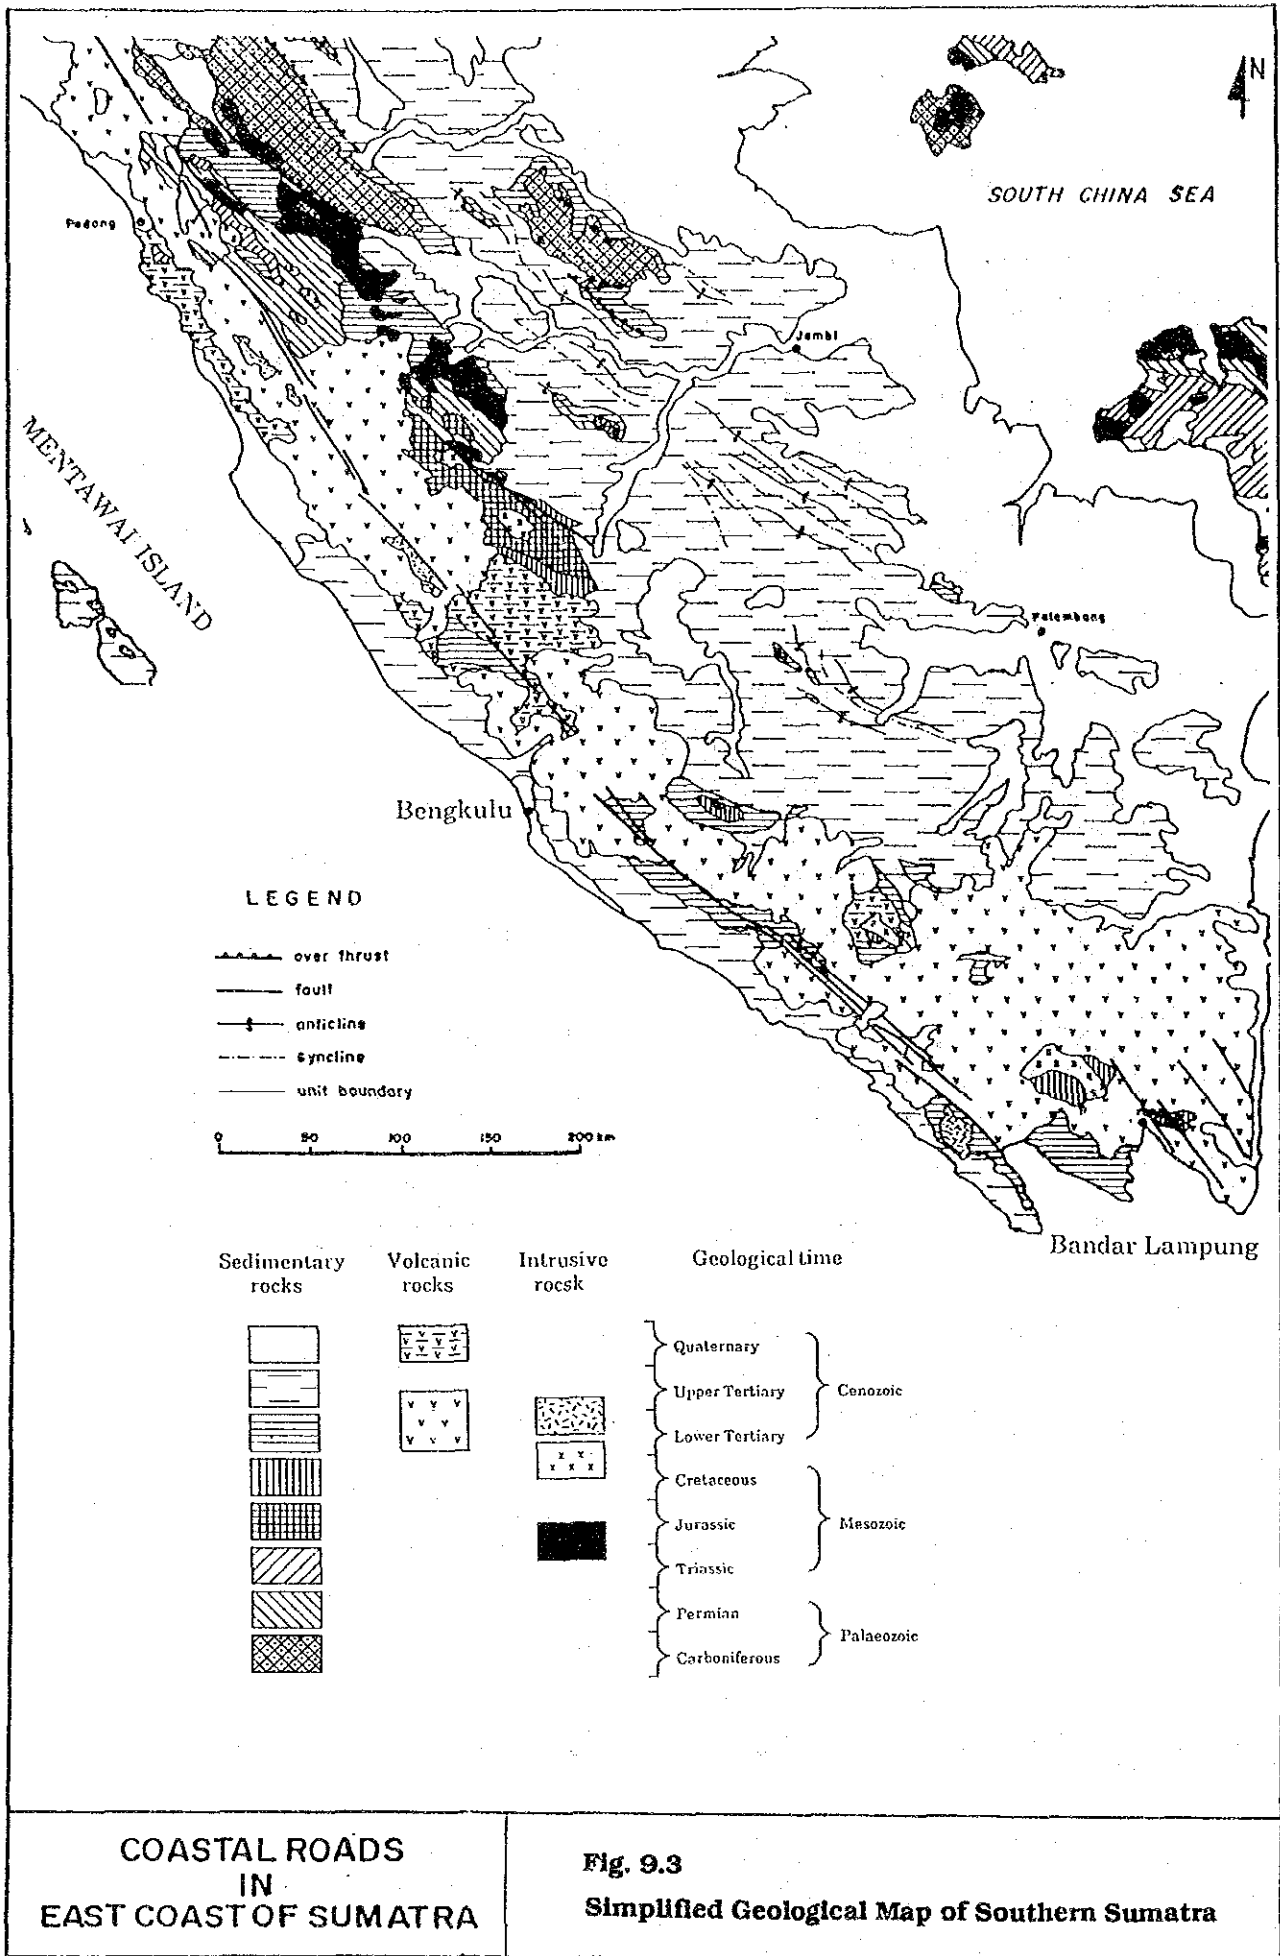 N
SOUTH CHINA SEA
Padang
Jambi
MENTAWAI ISLAND
Palembang
Bengkulu
LEGEND
over thrust
fault
anticline
syncline
unit boundary
0 50 100 150 200 km
Bandar Lampung
Sedimentary rocks
Volcanic rocks
Intrusive rocsk
Geological time
Quaternary
Upper Tertiary
Cenozoic
Lower Tertiary
Cretaceous
Jurassic
Mesozoic
Triassic
Permian
Palaeozoic
Carboniferous
COASTAL ROADS
IN
EAST COAST OF SUMATRA
Fig. 9.3
Simplified Geological Map of Southern Sumatra